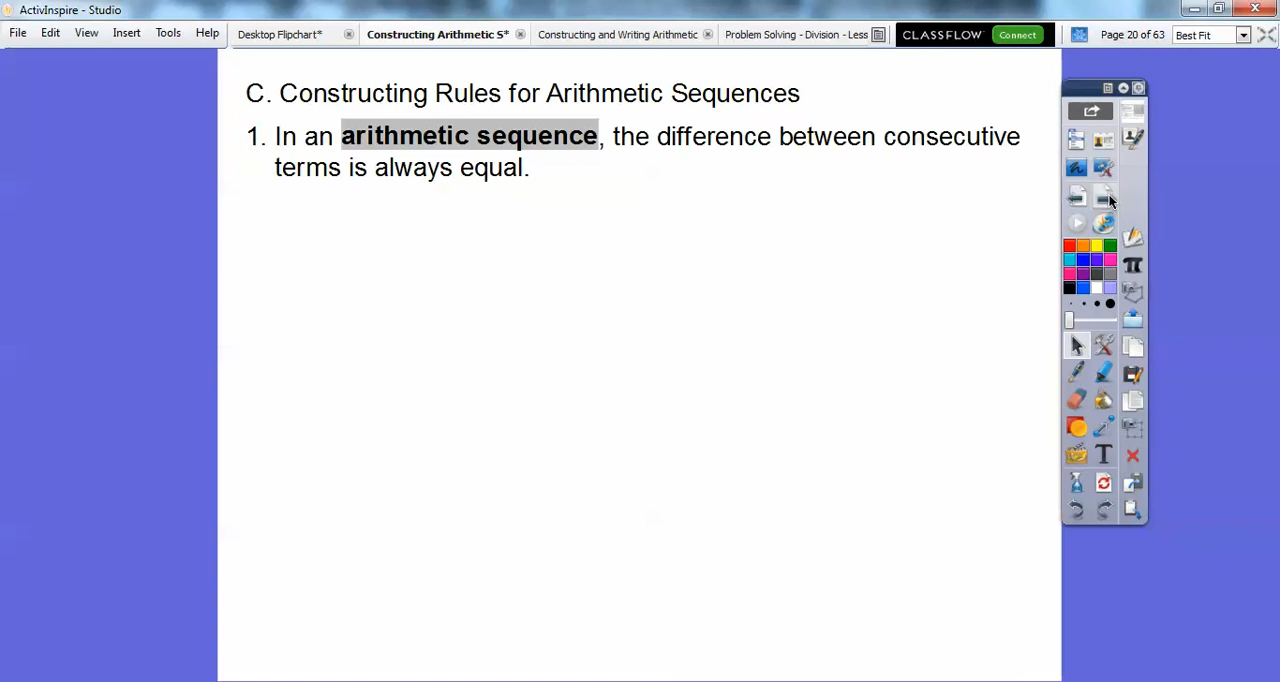 ActivInspire - Studio
File Edit View Insert Tools Help
Desktop Flipchart* Constructing Arithmetic S* Constructing and Writing Arithmetic Problem Solving - Division - Less CLASSFLOW Connect Page 20 of 63 Best Fit
C. Constructing Rules for Arithmetic Sequences
1. In an arithmetic sequence, the difference between consecutive
terms is always equal.